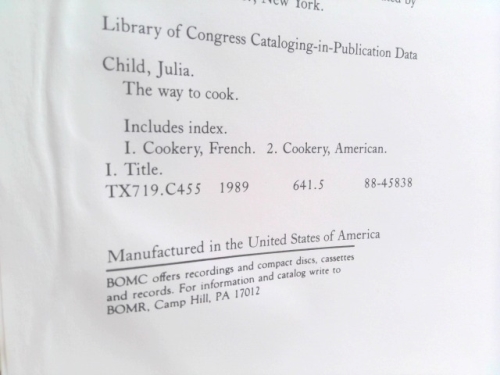 New York.
by
Library of Congress Cataloging-in-Publication Data
Child, Julia.
The way to cook.
Includes index.
I. Cookery, French. 2. Cookery, American.
I. Title.
TX719.C455 1989 641.5 88-45838
Manufactured in the United States of America
BOMC offers recordings and compact discs, cassettes
and records. For information and catalog write to
BOMR, Camp Hill, PA 17012